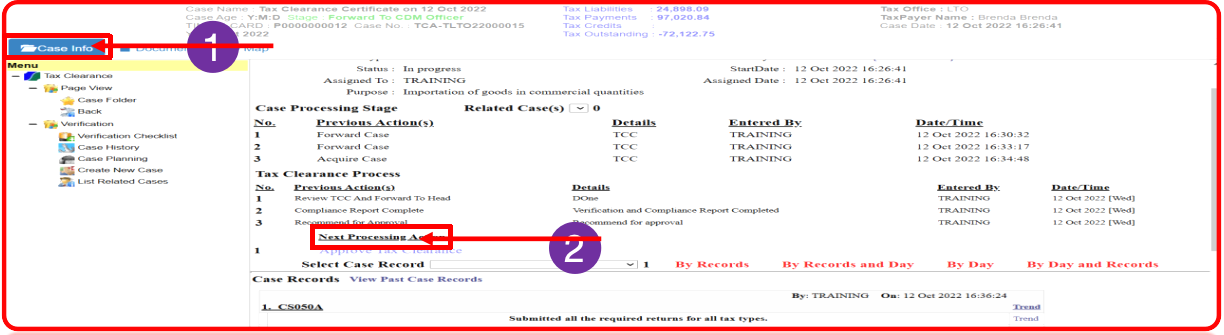 Case Name : Tax Clearance Certificate on 12 Oct 2022 Tax Liabilities : 24,898.09 Tax Office : LTO
Case Age : Y:M:D Stage : Forward To CDM Officer Tax Payments : 97,020.84 TaxPayer Name : Brenda Brenda
CARD : P0000000012 Case No. : TCA-TLTO22000015 Tax Credits : Case Date : 12 Oct 2022 16:26:41
2022 Tax Outstanding : -72,122.75
Case Info Map
1
Menu
Tax Clearance
Page View
Case Folder
Back
Verification
Verification Checklist
Case History
Case Planning
Create New Case
List Related Cases
Status : In progress StartDate : 12 Oct 2022 16:26:41
Assigned To : TRAINING Assigned Date : 12 Oct 2022 16:26:41
Purpose : Importation of goods in commercial quantities
Case Processing Stage Related Case(s) 0
No. Previous Action(s) Details Entered By Date/Time
1 Forward Case TCC TRAINING 12 Oct 2022 16:30:32
2 Forward Case TCC TRAINING 12 Oct 2022 16:33:17
3 Acquire Case TCC TRAINING 12 Oct 2022 16:34:48
Tax Clearance Process
No. Previous Action(s) Details Entered By Date/Time
1 Review TCC And Forward To Head DOne TRAINING 12 Oct 2022 [Wed]
2 Compliance Report Complete Verification and Compliance Report Completed TRAINING 12 Oct 2022 [Wed]
3 Recommend for Approval Recommend for approval TRAINING 12 Oct 2022 [Wed]
Next Processing
2
1 Approve Tax Clearance
Select Case Record 1 By Records By Records and Day By Day By Day and Records
Case Records View Past Case Records
By: TRAINING On: 12 Oct 2022 16:36:24
1. CS050A Trend
Submitted all the required returns for all tax types. Trend